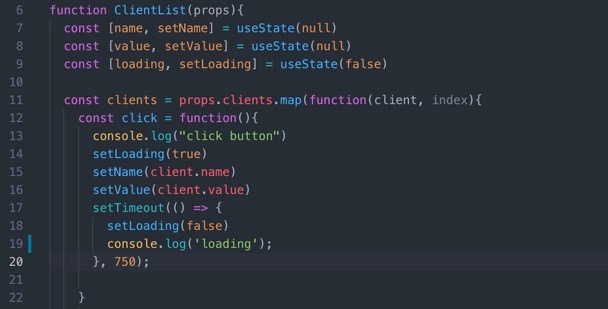 6 function ClientList(props){
7 const [name, setName] = useState(null)
8 const [value, setValue] = useState(null)
9 const [loading, setLoading] = useState(false)
10
11 const clients = props.clients.map(function(client, index){
12 const click = function(){
13 console.log("click button")
14 setLoading(true)
15 setName(client.name)
16 setValue(client.value)
17 setTimeout(() => {
18 setLoading(false)
19 console.log('loading');
20 }, 750);
21
22 }